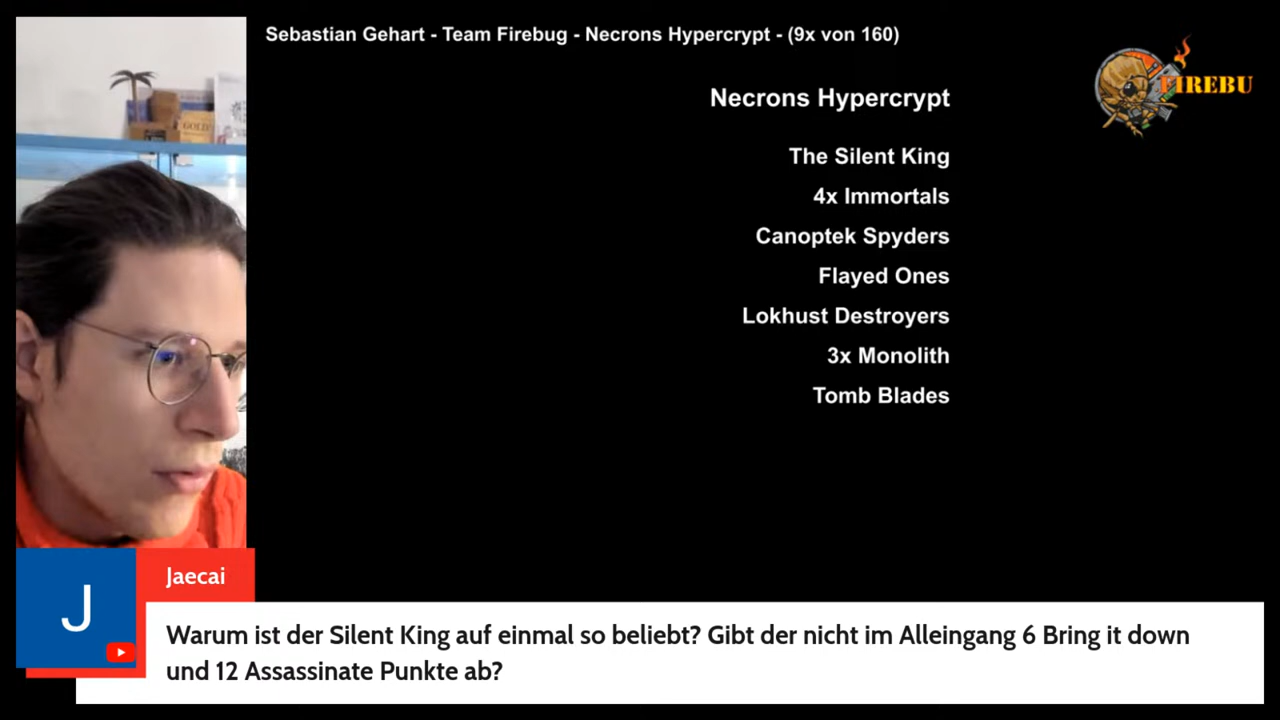 Sebastian Gehart - Team Firebug - Necrons Hypercrypt - (9x von 160)
FIREBU
Necrons Hypercrypt
The Silent King
4x Immortals
Canoptek Spyders
Flayed Ones
Lokhust Destroyers
3x Monolith
Tomb Blades
GOLD
J
Jaecai
Warum ist der Silent King auf einmal so beliebt? Gibt der nicht im Alleingang 6 Bring it down
und 12 Assassinate Punkte ab?